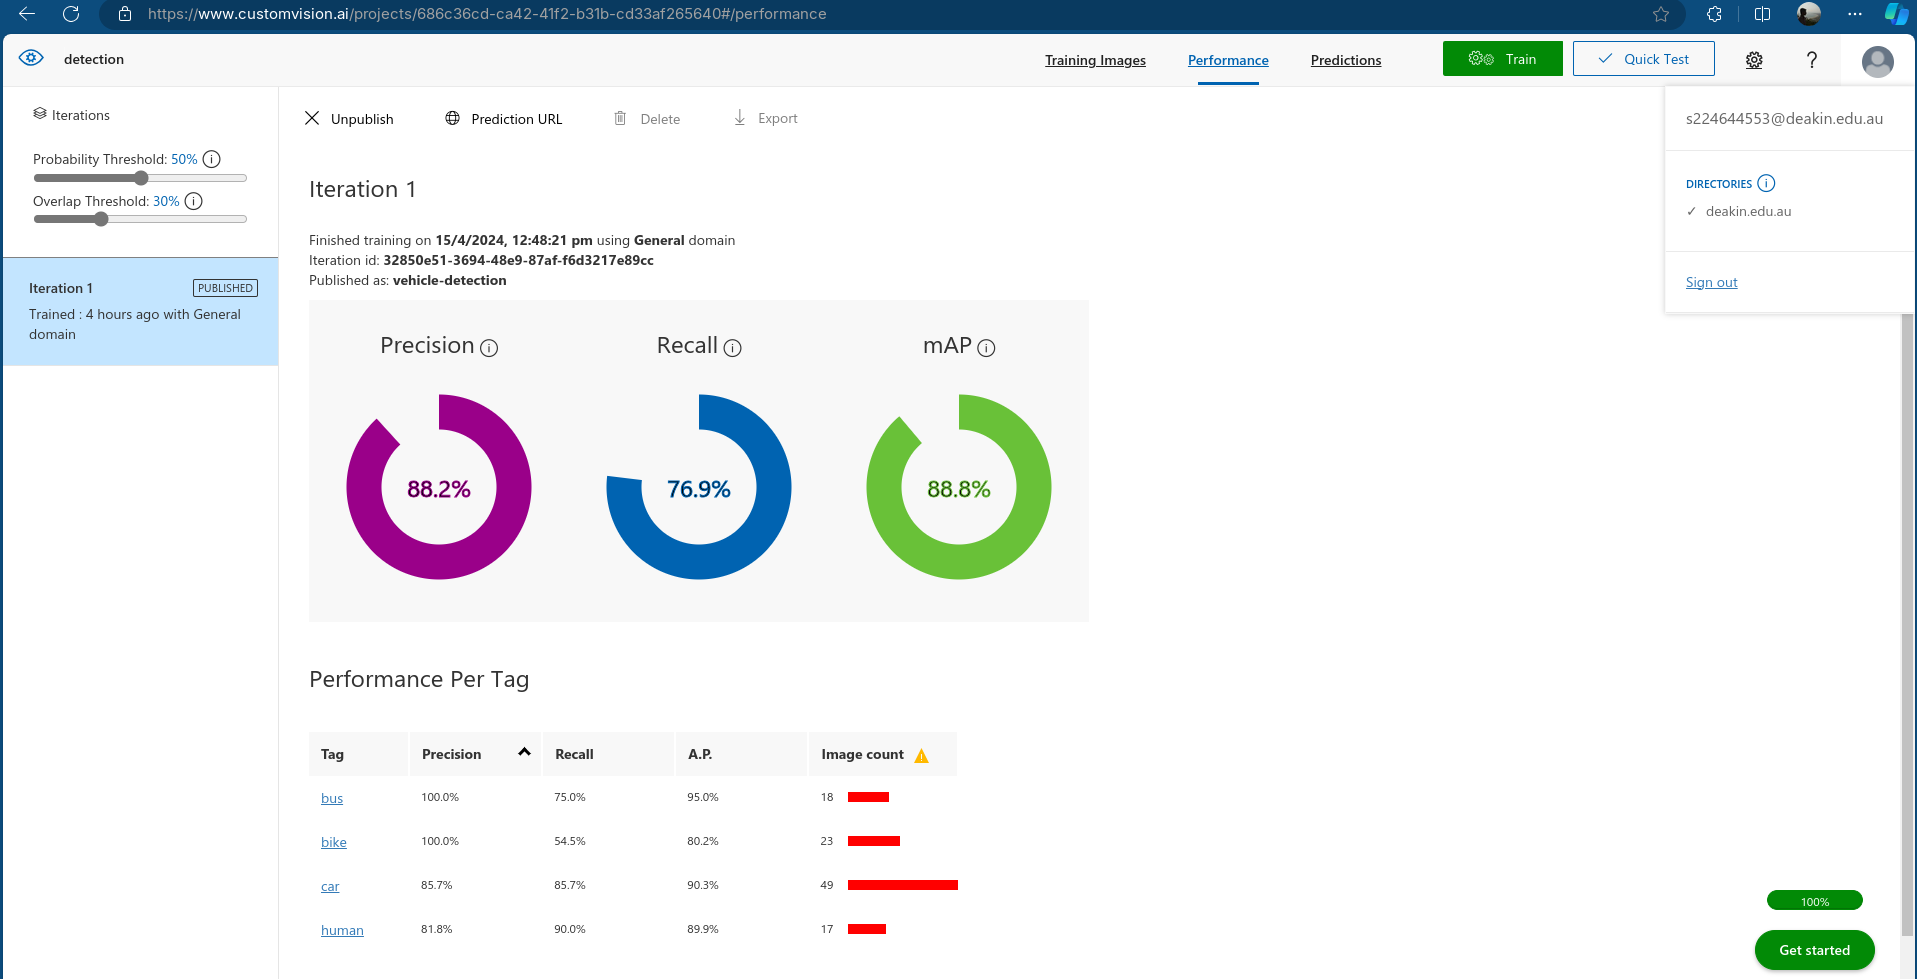 https://www.customvision.ai/projects/686c36cd-ca42-41f2-b31b-cd33af265640#/performance
detection
Training Images
Performance
Predictions
Train
Quick Test
?
s224644553@deakin.edu.au
DIRECTORIES
✓ deakin.edu.au
Sign out
Iterations
Probability Threshold: 50%
Overlap Threshold: 30%
Iteration 1
PUBLISHED
Trained : 4 hours ago with General
domain
Unpublish
Prediction URL
Delete
Export
Iteration 1
Finished training on 15/4/2024, 12:48:21 pm using General domain
Iteration id: 32850e51-3694-48e9-87af-f6d3217e89cc
Published as: vehicle-detection
Precision
Recall
mAP
88.2%
76.9%
88.8%
Performance Per Tag
Tag Precision Recall A.P. Image count
bus 100.0% 75.0% 95.0% 18
bike 100.0% 54.5% 80.2% 23
car 85.7% 85.7% 90.3% 49
human 81.8% 90.0% 89.9% 17
100%
Get started